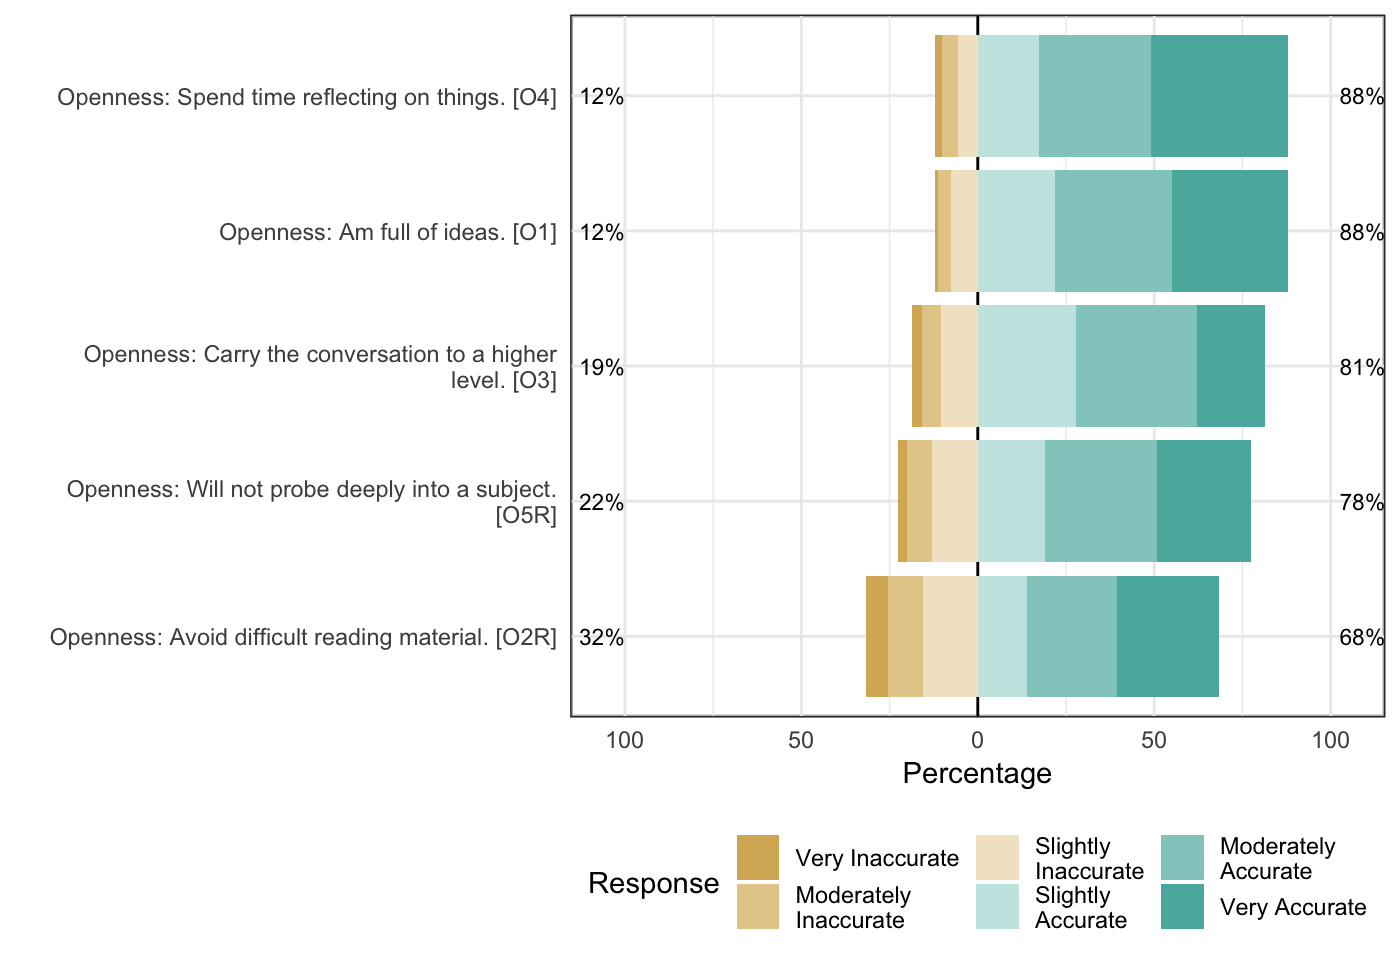 Openness: Spend time reflecting on things. [O4]
12%
88%
Openness: Am full of ideas. [O1]
12%
88%
Openness: Carry the conversation to a higher
level. [O3]
19%
81%
Openness: Will not probe deeply into a subject.
[O5R]
22%
78%
Openness: Avoid difficult reading material. [O2R]
32%
68%
100
50
0
50
100
Percentage
Response
Very Inaccurate
Moderately
Inaccurate
Slightly
Inaccurate
Slightly
Accurate
Moderately
Accurate
Very Accurate